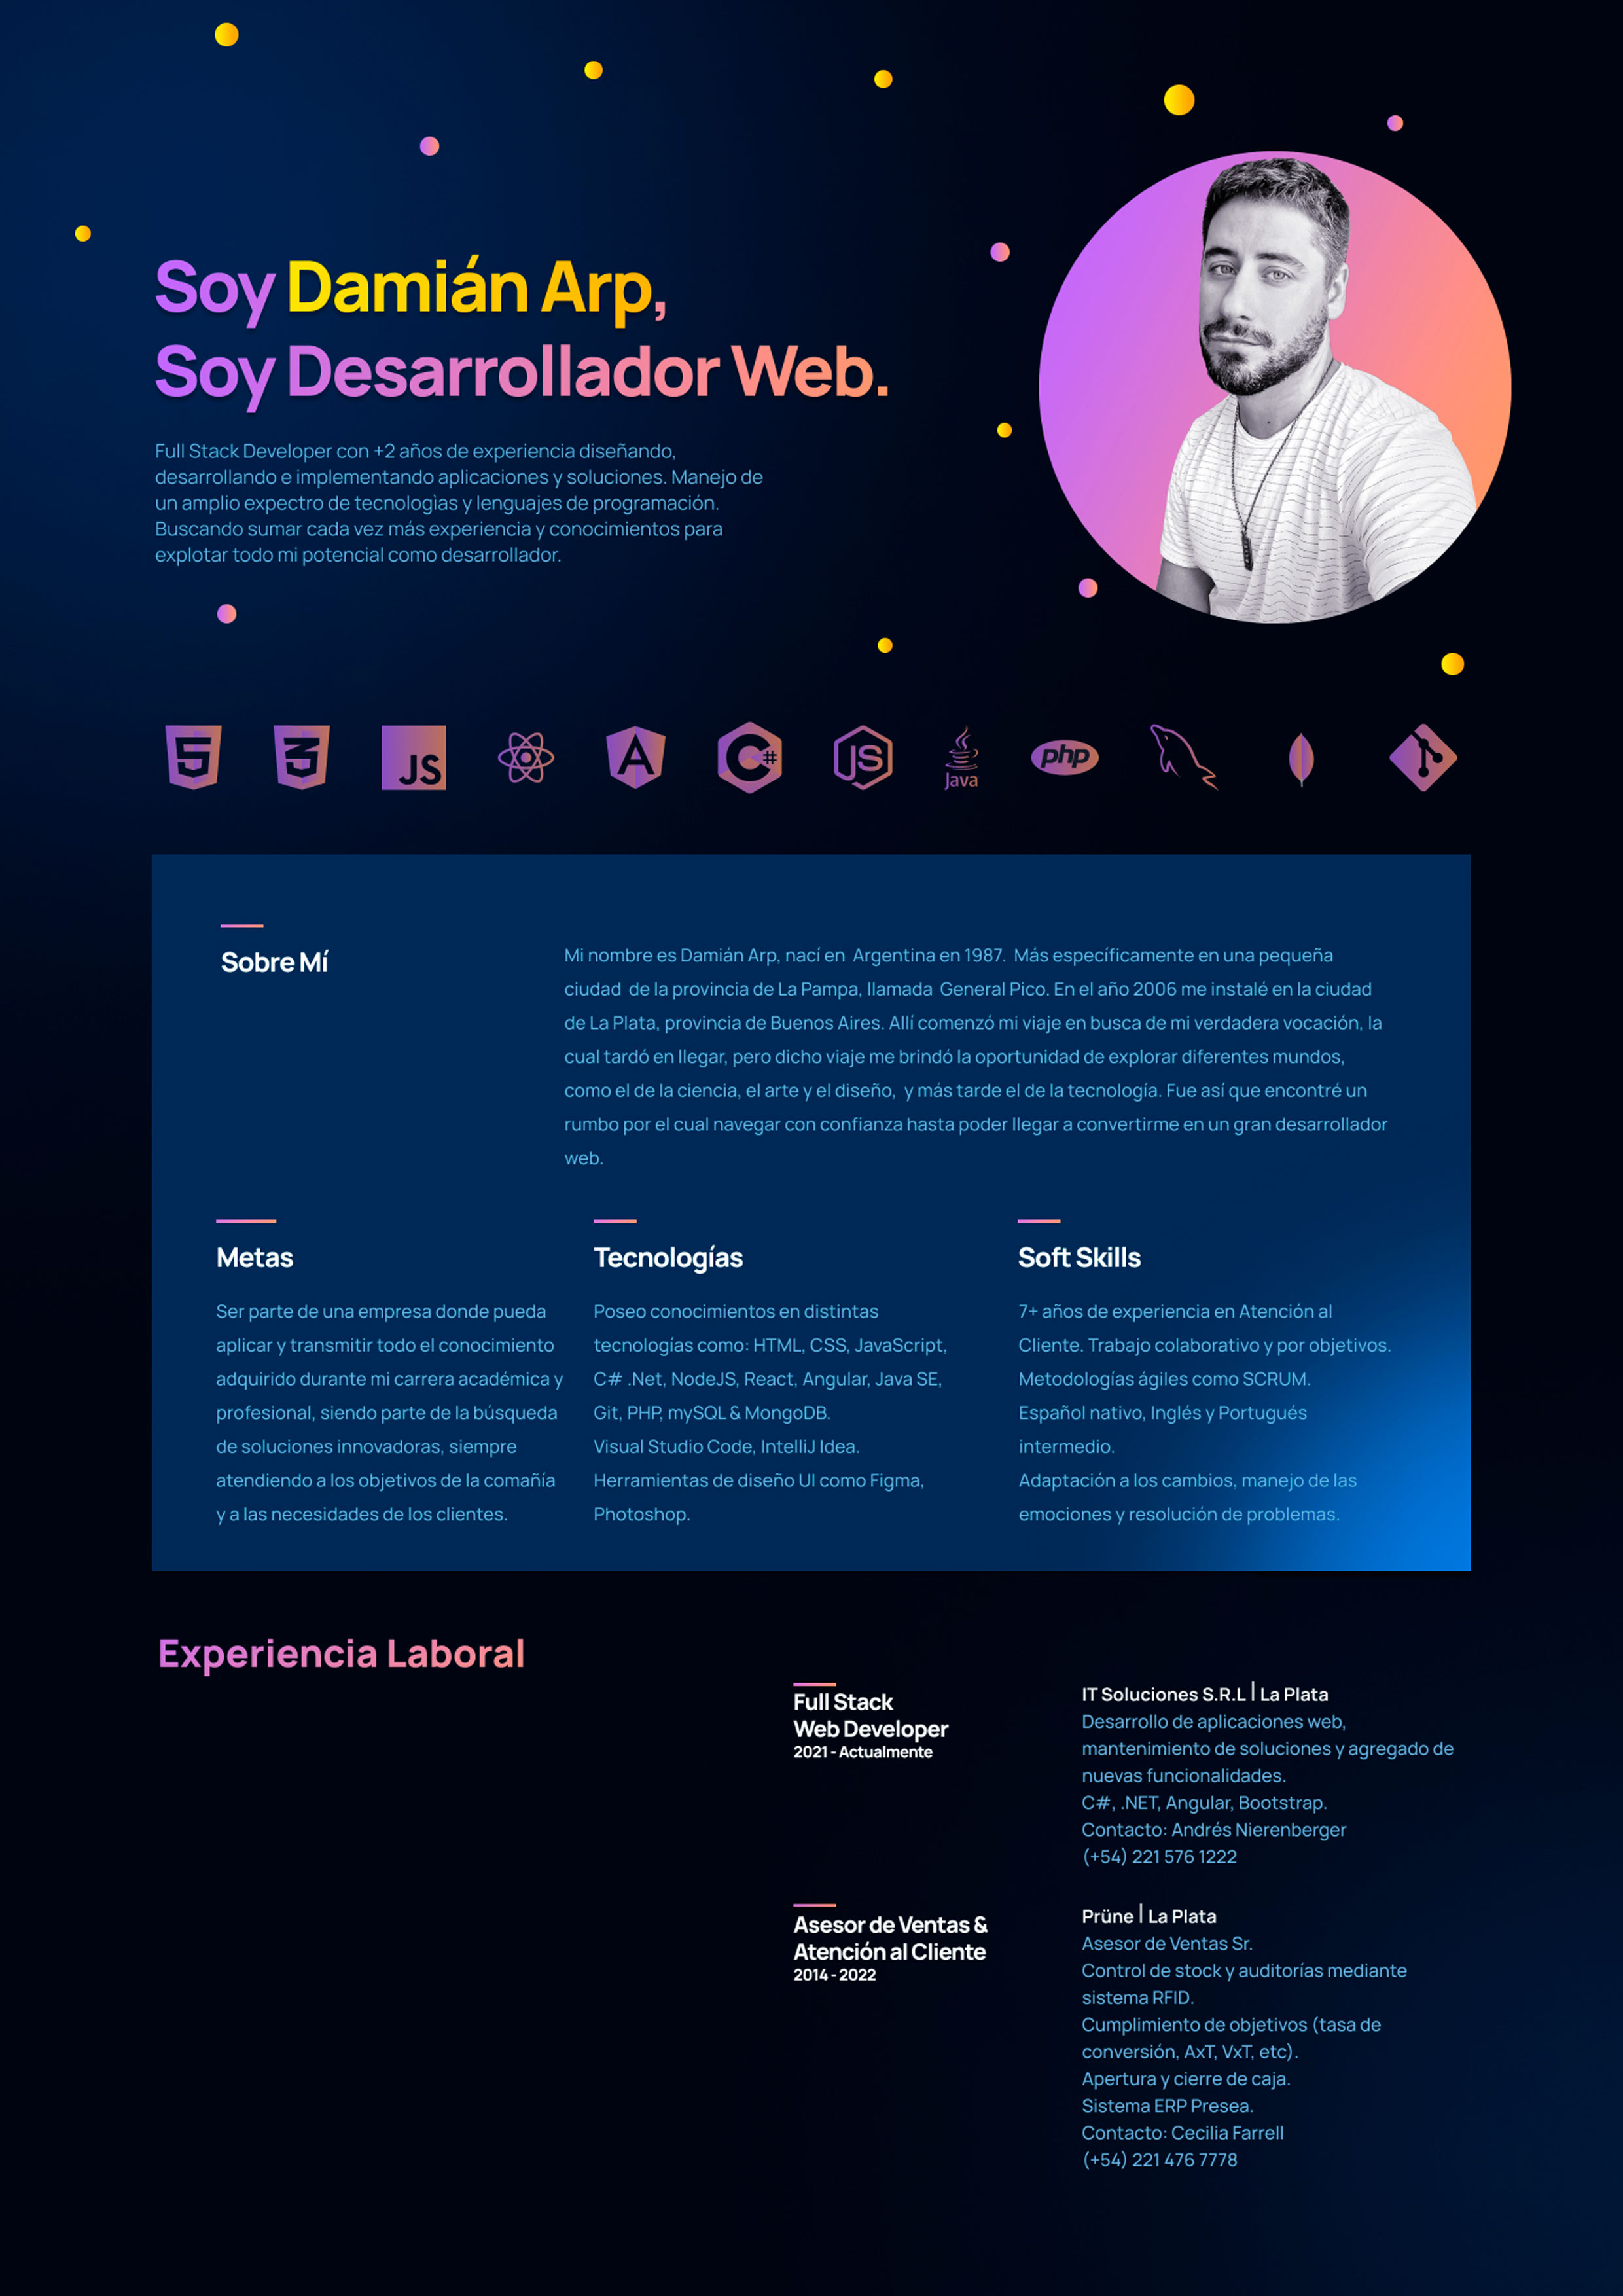 Soy Damián Arp,
Soy Desarrollador Web.
Full Stack Developer con +2 años de experiencia diseñando,
desarrollando e implementando aplicaciones y soluciones. Manejo de
un amplio expectro de tecnologìas y lenguajes de programación.
Buscando sumar cada vez más experiencia y conocimientos para
explotar todo mi potencial como desarrollador.
5
3
JS
A
C#
JS
Java
php
Sobre Mí
Mi nombre es Damián Arp, nací en Argentina en 1987. Más específicamente en una pequeña
ciudad de la provincia de La Pampa, llamada General Pico. En el año 2006 me instalé en la ciudad
de La Plata, provincia de Buenos Aires. Allí comenzó mi viaje en busca de mi verdadera vocación, la
cual tardó en llegar, pero dicho viaje me brindó la oportunidad de explorar diferentes mundos,
como el de la ciencia, el arte y el diseño, y más tarde el de la tecnología. Fue así que encontré un
rumbo por el cual navegar con confianza hasta poder llegar a convertirme en un gran desarrollador
web.
Metas
Ser parte de una empresa donde pueda
aplicar y transmitir todo el conocimiento
adquirido durante mi carrera académica y
profesional, siendo parte de la búsqueda
de soluciones innovadoras, siempre
atendiendo a los objetivos de la comañía
y a las necesidades de los clientes.
Tecnologías
Poseo conocimientos en distintas
tecnologías como: HTML, CSS, JavaScript,
C# .Net, NodeJS, React, Angular, Java SE,
Git, PHP, mySQL & MongoDB.
Visual Studio Code, IntelliJ Idea.
Herramientas de diseño UI como Figma,
Photoshop.
Soft Skills
7+ años de experiencia en Atención al
Cliente. Trabajo colaborativo y por objetivos.
Metodologías ágiles como SCRUM.
Español nativo, Inglés y Portugués
intermedio.
Adaptación a los cambios, manejo de las
emociones y resolución de problemas.
Experiencia Laboral
Full Stack
Web Developer
2021 - Actualmente
IT Soluciones S.R.L | La Plata
Desarrollo de aplicaciones web,
mantenimiento de soluciones y agregado de
nuevas funcionalidades.
C#, .NET, Angular, Bootstrap.
Contacto: Andrés Nierenberger
(+54) 221 576 1222
Asesor de Ventas &
Atención al Cliente
2014 - 2022
Prüne | La Plata
Asesor de Ventas Sr.
Control de stock y auditorías mediante
sistema RFID.
Cumplimiento de objetivos (tasa de
conversión, AxT, VxT, etc).
Apertura y cierre de caja.
Sistema ERP Presea.
Contacto: Cecilia Farrell
(+54) 221 476 7778